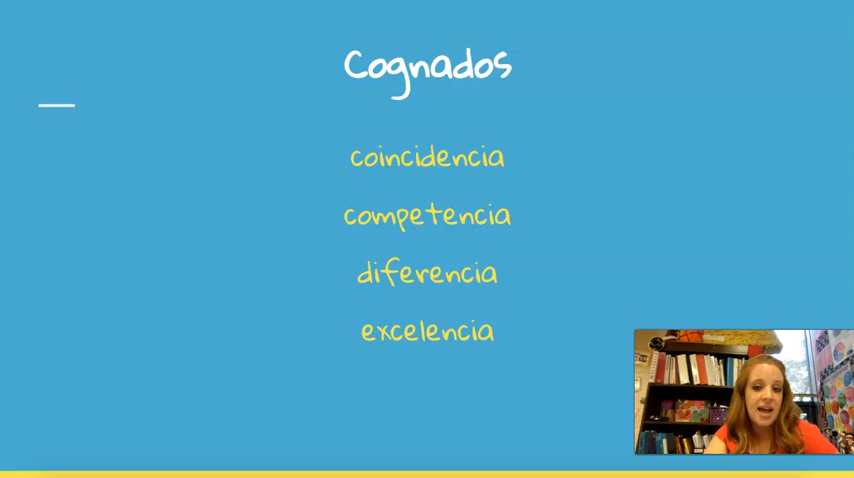 Cognados
coincidencia
competencia
diferencia
excelencia